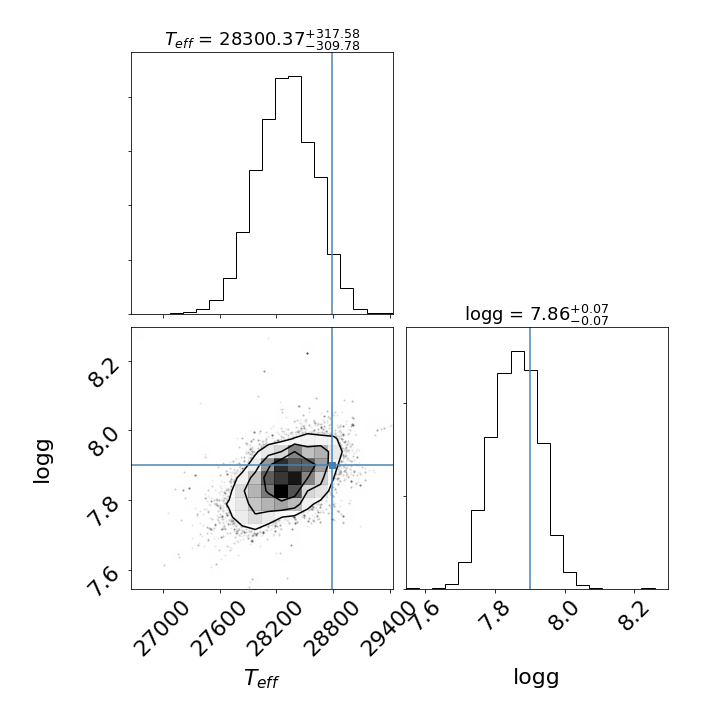 T_eff = 28300.37^{+317.58}_{-309.78}
logg = 7.86^{+0.07}_{-0.07}
8.2
8.0
7.8
7.6
logg
27000 27600 28200 28800 29400
T_eff
7.6 7.8 8.0 8.2
logg